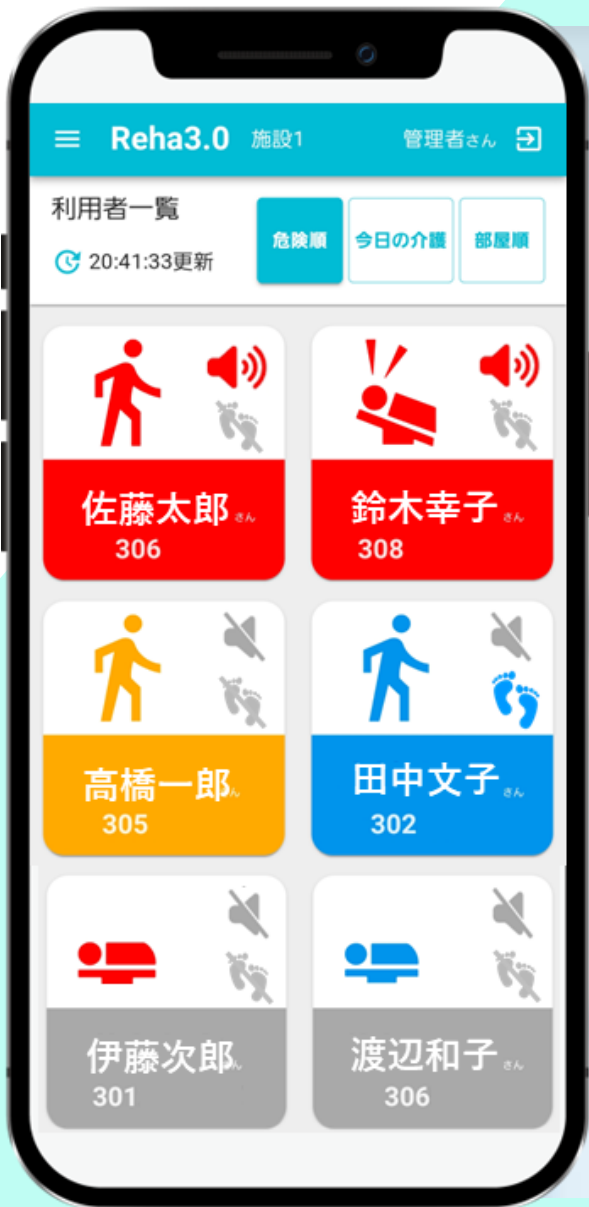 Reha3.0 施設1 管理者さん
利用者一覧
20:41:33更新
危険順 今日の介護 部屋順
佐藤太郎さん 鈴木幸子さん
306 308
高橋一郎ん 田中文子さん
305 302
伊藤次郎ん 渡辺和子さん
301 306